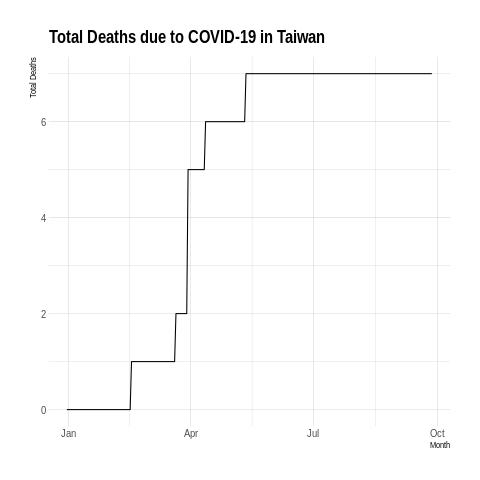 Total Deaths due to COVID-19 in Taiwan
Total Deaths
6
4
2
0
Jan Apr Jul Oct
Month